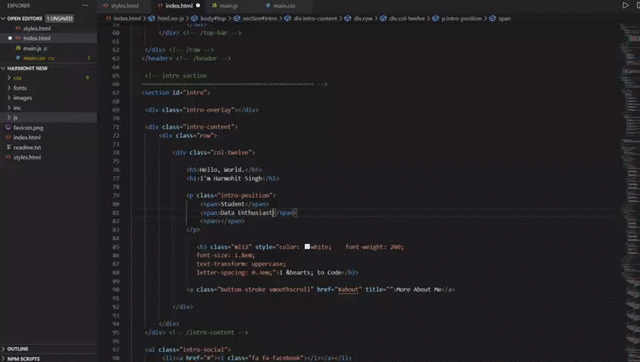 EXPLORER
styles.html
index.html ●
main.js
main.css
index.html > html.no-js > body#top > section#intro > div.intro-content > div.row > div.col-twelve > p.intro-position > span
OPEN EDITORS 1 UNSAVED
styles.html
● index.html
main.js js
main.css css
HARMOHIT NEW
> css
> fonts
> images
> inc
> js
favicon.png
index.html
readme.txt
styles.html
> OUTLINE
> NPM SCRIPTS
60 </div> <!-- /top-bar -->
61
62 </div> <!-- /row -->
63 </header> <!-- /header -->
64
65 <!-- intro section
66 ================================================== -->
67 <section id="intro">
68
69 <div class="intro-overlay"></div>
70
71 <div class="intro-content">
72 <div class="row">
73
74 <div class="col-twelve">
75
76 <h5>Hello, World.</h5>
77 <h1>I'm Harmohit Singh</h1>
78
79 <p class="intro-position">
80 <span>Student</span>
81 <span>Data Enthusiast</span>
82 <span></span>
83 </p>
84
85 <h3 class="ml12" style="color: white; font-weight: 200;
86 font-size: 1.8em;
87 text-transform: uppercase;
88 letter-spacing: 0.3em;">I &hearts; to Code</h3>
89
90 <a class="button stroke smoothscroll" href="#about" title="">More About Me</a>
91
92 </div>
93
94 </div>
95 </div> <!-- /intro-content -->
96
97 <ul class="intro-social">
98 <li><a href="#"><i class="fa fa-facebook"></i></a></li>